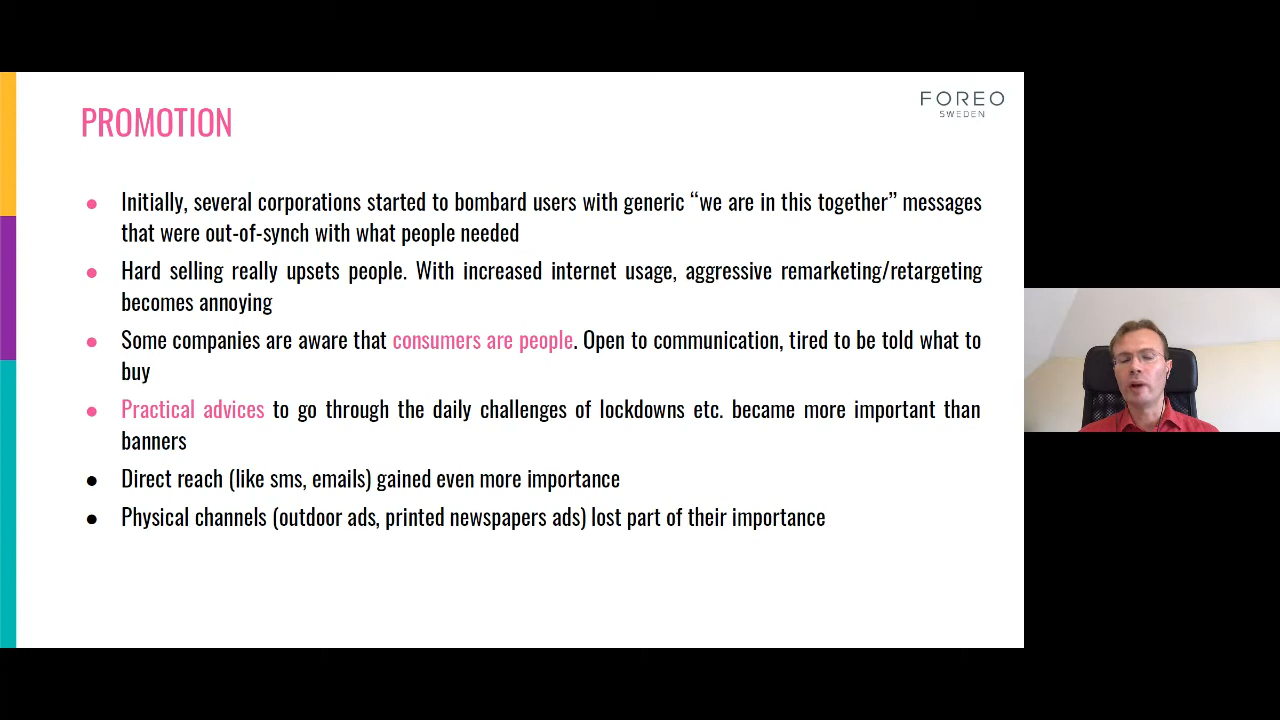 FOREO
SWEDEN
PROMOTION
● Initially, several corporations started to bombard users with generic “we are in this together” messages
that were out-of-synch with what people needed
● Hard selling really upsets people. With increased internet usage, aggressive remarketing/retargeting
becomes annoying
● Some companies are aware that consumers are people. Open to communication, tired to be told what to
buy
● Practical advices to go through the daily challenges of lockdowns etc. became more important than
banners
● Direct reach (like sms, emails) gained even more importance
● Physical channels (outdoor ads, printed newspapers ads) lost part of their importance